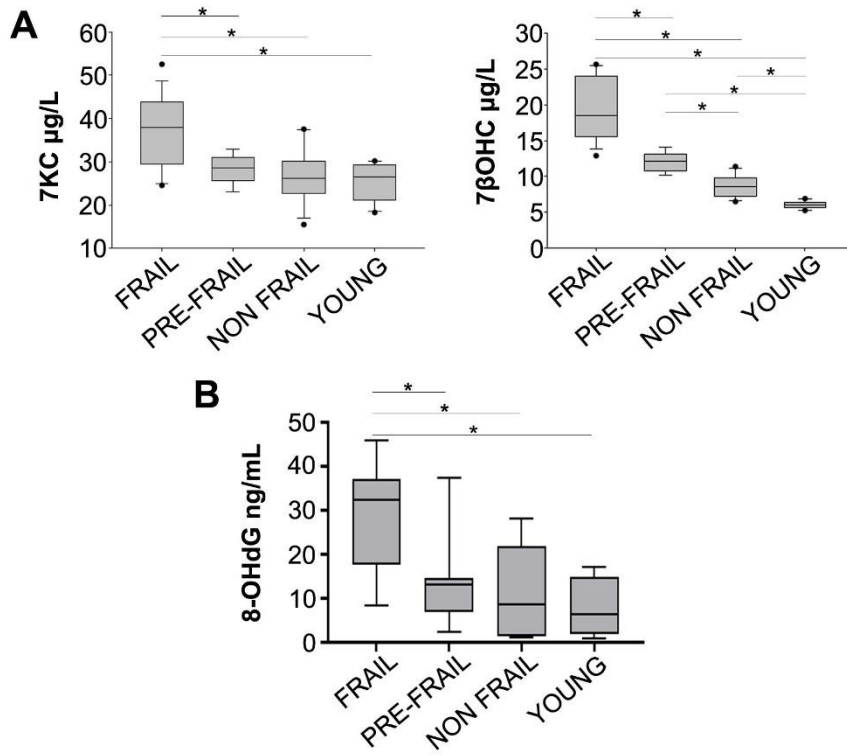 A
7KC µg/L
60
50
40
30
20
10
*
*
*
FRAIL
PRE-FRAIL
NON FRAIL
YOUNG
7βOHC µg/L
30
25
20
15
10
5
0
*
*
*
*
*
*
FRAIL
PRE-FRAIL
NON FRAIL
YOUNG
B
8-OHdG ng/mL
50
40
30
20
10
0
*
*
*
FRAIL
PRE-FRAIL
NON FRAIL
YOUNG